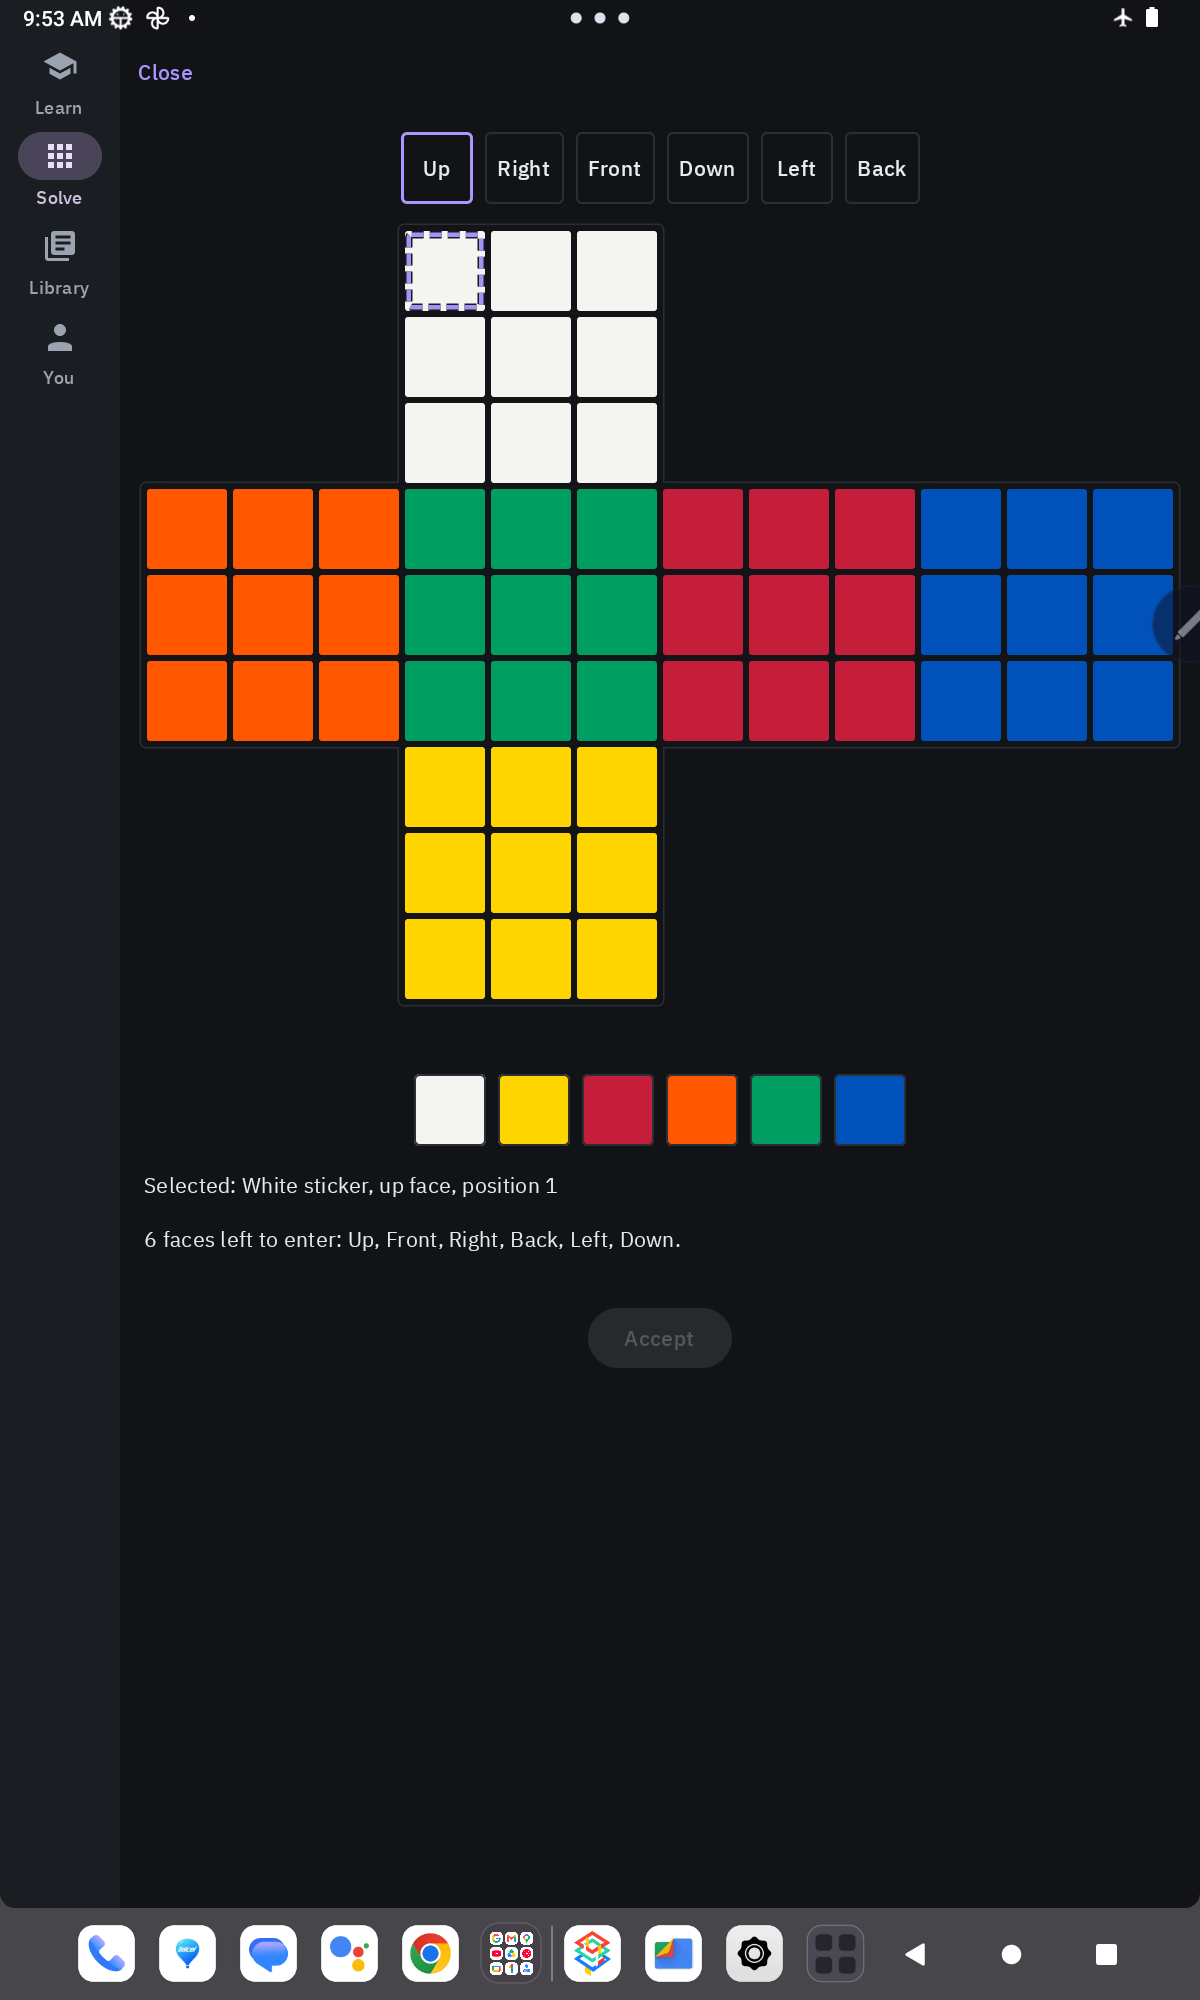 9:53 AM
Learn
Solve
Library
You
Close
Up Right Front Down Left Back
Selected: White sticker, up face, position 1
6 faces left to enter: Up, Front, Right, Back, Left, Down.
Accept